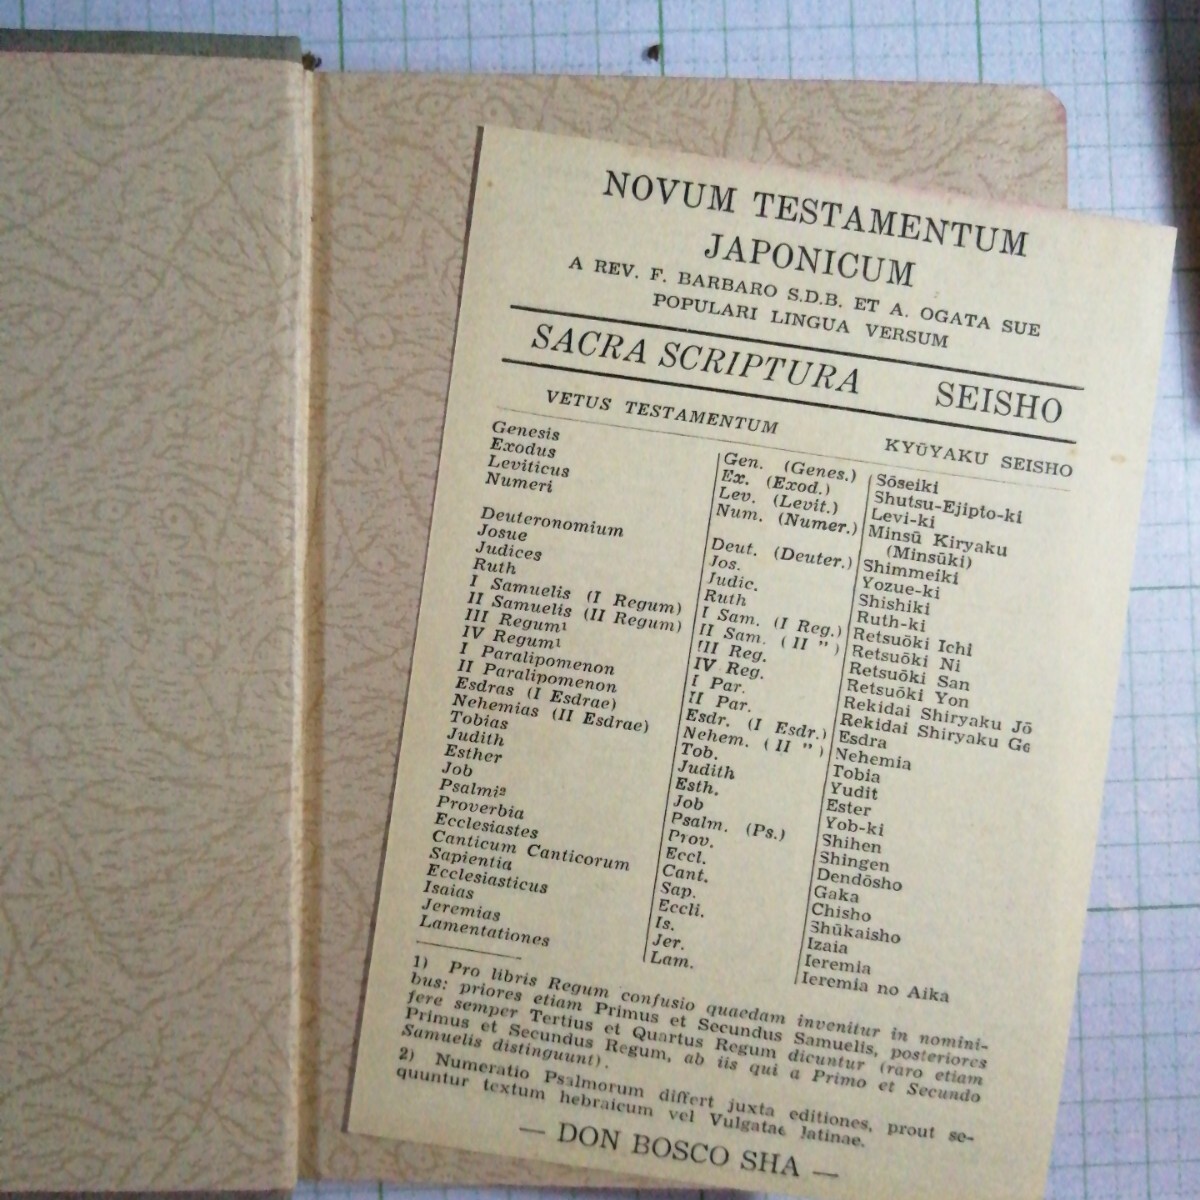 NOVUM TESTAMENTUM
JAPONICUM
A REV. F. BARBARO S.D.B. ET A. OGATA SUE
POPULARI LINGUA VERSUM
SACRA SCRIPTURA SEISHO
VETUS TESTAMENTUM KYŪYAKU SEISHO
Genesis Gen. (Genes.) Sōseiki
Exodus Ex. (Exod.) Shutsu-Ejipto-ki
Leviticus Lev. (Levit.) Levi-ki
Numeri Num. (Numer.) Minsū Kiryaku
(Minsūki)
Deuteronomium Deut. (Deuter.) Shimmeiki
Josue Jos. Yozue-ki
Judices Judic. Shishiki
Ruth Ruth Ruth-ki
I Samuelis (I Regum) I Sam. (I Reg.) Retsuōki Ichi
II Samuelis (II Regum) II Sam. (II ") Retsuōki Ni
III Regum¹ III Reg. Retsuōki San
IV Regum¹ IV Reg. Retsuōki Yon
I Paralipomenon I Par. Rekidai Shiryaku Jō
II Paralipomenon II Par. Rekidai Shiryaku Ge
Esdras (I Esdrae) Esdr. (I Esdr.) Esdra
Nehemias (II Esdrae) Nehem. (II ") Nehemia
Tobias Tob. Tobia
Judith Judith Yudit
Esther Esth. Ester
Job Job Yob-ki
Psalmi² Psalm. (Ps.) Shihen
Proverbia Prov. Shingen
Ecclesiastes Eccl. Dendōsho
Canticum Canticorum Cant. Gaka
Sapientia Sap. Chisho
Ecclesiasticus Eccli. Shūkaisho
Isaias Is. Izaia
Jeremias Jer. Ieremia
Lamentationes Lam. Ieremia no Aika
1) Pro libris Regum confusio quaedam invenitur in nomini-
bus: priores etiam Primus et Secundus Samuelis, posteriores
fere semper Tertius et Quartus Regum dicuntur (raro etiam
Primus et Secundus Regum, ab iis qui a Primo et Secundo
Samuelis distinguunt).
2) Numeratio Psalmorum differt juxta editiones, prout se-
quuntur textum hebraicum vel Vulgatae latinae.
— DON BOSCO SHA —